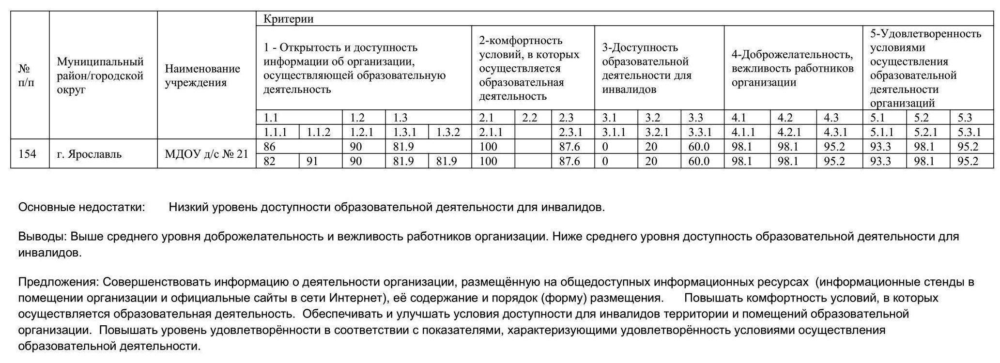 № п/п
Муниципальный район/городской округ
Наименование учреждения
Критерии
1 - Открытость и доступность информации об организации, осуществляющей образовательную деятельность
2-комфортность условий, в которых осуществляется образовательная деятельность
3-Доступность образовательной деятельности для инвалидов
4-Доброжелательность, вежливость работников организации
5-Удовлетворенность условиями осуществления образовательной деятельности организаций
1.1 1.2 1.3 2.1 2.2 2.3 3.1 3.2 3.3 4.1 4.2 4.3 5.1 5.2 5.3
1.1.1 1.1.2 1.2.1 1.3.1 1.3.2 2.1.1 2.3.1 3.1.1 3.2.1 3.3.1 4.1.1 4.2.1 4.3.1 5.1.1 5.2.1 5.3.1
154 г. Ярославль МДОУ д/с № 21
86 90 81.9 100 87.6 0 20 60.0 98.1 98.1 95.2 93.3 98.1 95.2
82 91 90 81.9 81.9 100 87.6 0 20 60.0 98.1 98.1 95.2 93.3 98.1 95.2
Основные недостатки: Низкий уровень доступности образовательной деятельности для инвалидов.
Выводы: Выше среднего уровня доброжелательность и вежливость работников организации. Ниже среднего уровня доступность образовательной деятельности для
инвалидов.
Предложения: Совершенствовать информацию о деятельности организации, размещённую на общедоступных информационных ресурсах (информационные стенды в
помещении организации и официальные сайты в сети Интернет), её содержание и порядок (форму) размещения. Повышать комфортность условий, в которых
осуществляется образовательная деятельность. Обеспечивать и улучшать условия доступности для инвалидов территории и помещений образовательной
организации. Повышать уровень удовлетворённости в соответствии с показателями, характеризующими удовлетворённость условиями осуществления
образовательной деятельности.